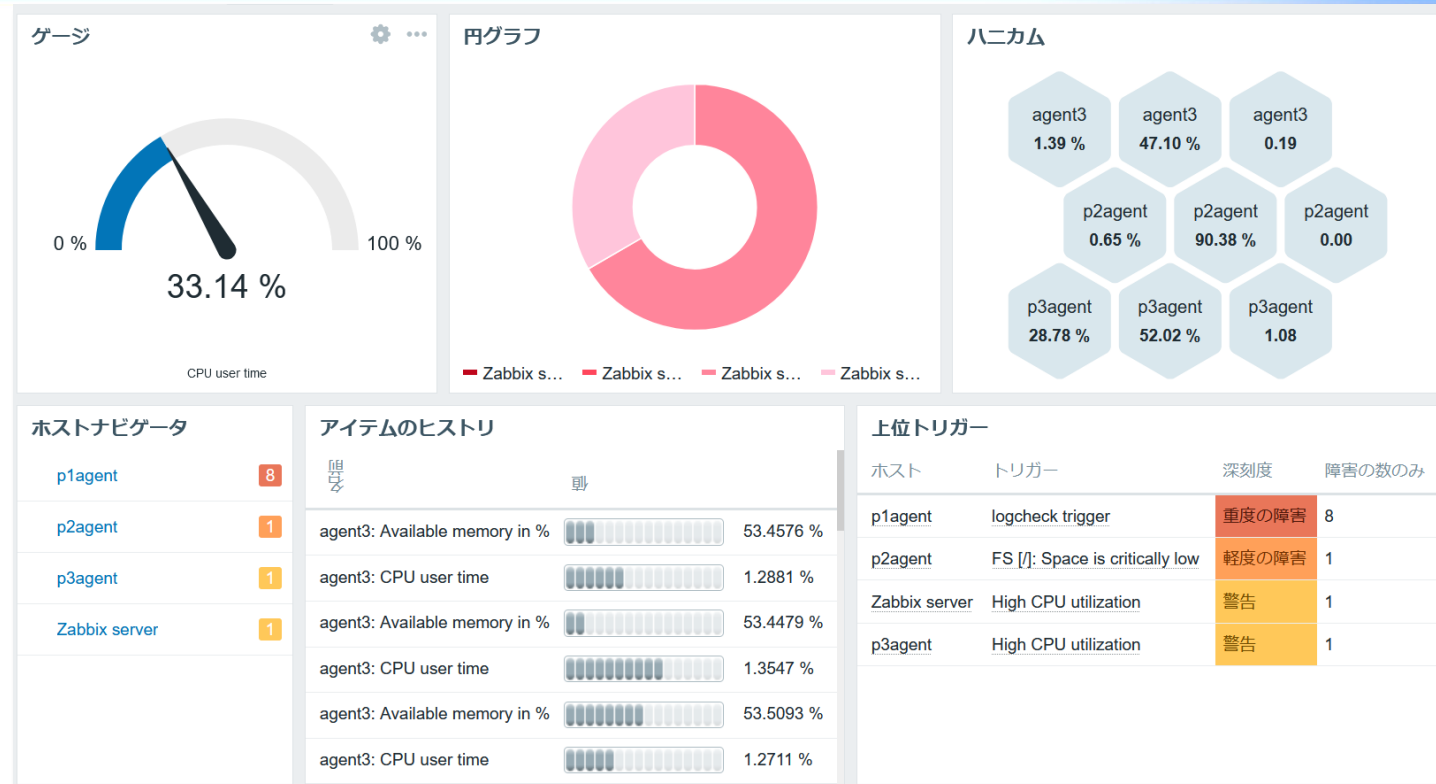 ゲージ
0 %
100 %
33.14 %
CPU user time
円グラフ
Zabbix s… Zabbix s… Zabbix s… Zabbix s…
ハニカム
agent3 agent3 agent3
1.39 % 47.10 % 0.19
p2agent p2agent p2agent
0.65 % 90.38 % 0.00
p3agent p3agent p3agent
28.78 % 52.02 % 1.08
ホストナビゲータ
p1agent 8
p2agent 1
p3agent 1
Zabbix server 1
アイテムのヒストリ
名前 値
agent3: Available memory in % 53.4576 %
agent3: CPU user time 1.2881 %
agent3: Available memory in % 53.4479 %
agent3: CPU user time 1.3547 %
agent3: Available memory in % 53.5093 %
agent3: CPU user time 1.2711 %
上位トリガー
ホスト トリガー 深刻度 障害の数のみ
p1agent logcheck trigger 重度の障害 8
p2agent FS [/]: Space is critically low 軽度の障害 1
Zabbix server High CPU utilization 警告 1
p3agent High CPU utilization 警告 1